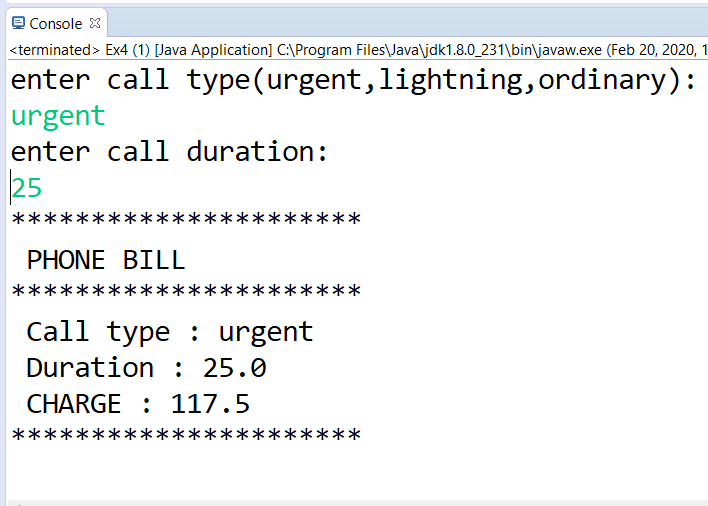 Console
<terminated> Ex4 (1) [Java Application] C:\Program Files\Java\jdk1.8.0_231\bin\javaw.exe (Feb 20, 2020, 1
enter call type(urgent,lightning,ordinary):
urgent
enter call duration:
25
**********************
PHONE BILL
**********************
Call type : urgent
Duration : 25.0
CHARGE : 117.5
**********************